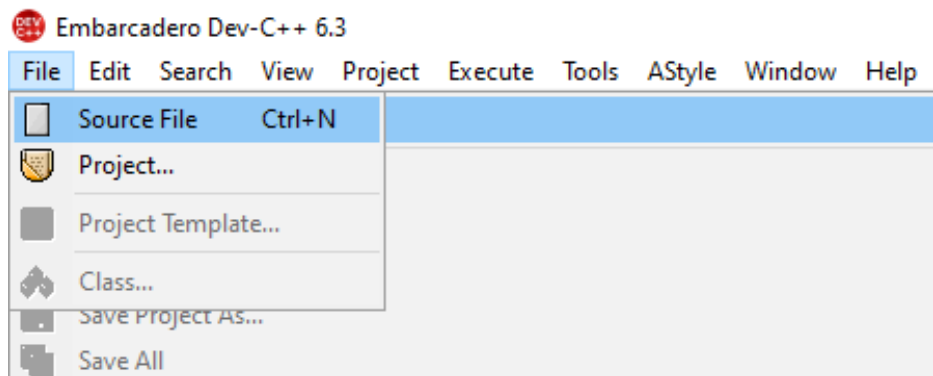 DEV C++ Embarcadero Dev-C++ 6.3
File Edit Search View Project Execute Tools AStyle Window Help
Source File Ctrl+N
Project...
Project Template...
Class...
Save Project As...
Save All